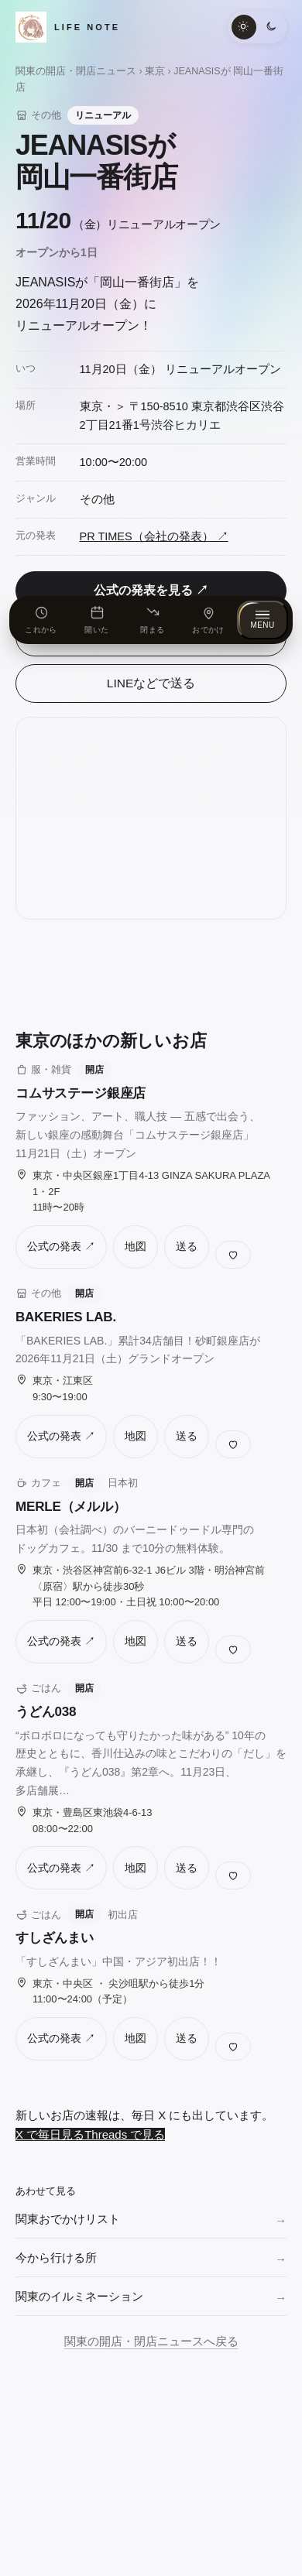 LIFE NOTE
関東の開店・閉店ニュース › 東京 › JEANASISが 岡山一番街
店
その他 リニューアル
JEANASISが
岡山一番街店
11/20（金）リニューアルオープン
オープンから1日
JEANASISが「岡山一番街店」を
2026年11月20日（金）に
リニューアルオープン！
いつ 11月20日（金） リニューアルオープン
場所 東京・＞ 〒150-8510 東京都渋谷区渋谷
2丁目21番1号渋谷ヒカリエ
営業時間 10:00〜20:00
ジャンル その他
元の発表 PR TIMES（会社の発表） ↗
公式の発表を見る ↗
これから 開いた 閉まる おでかけ MENU
LINEなどで送る
東京のほかの新しいお店
服・雑貨 開店
コムサステージ銀座店
ファッション、アート、職人技 ― 五感で出会う、
新しい銀座の感動舞台「コムサステージ銀座店」
11月21日（土）オープン
東京・中央区銀座1丁目4-13 GINZA SAKURA PLAZA
1・2F
11時〜20時
公式の発表 ↗ 地図 送る ♡
その他 開店
BAKERIES LAB.
「BAKERIES LAB.」累計34店舗目！砂町銀座店が
2026年11月21日（土）グランドオープン
東京・江東区
9:30〜19:00
公式の発表 ↗ 地図 送る ♡
カフェ 開店 日本初
MERLE（メルル）
日本初（会社調べ）のバーニードゥードル専門の
ドッグカフェ。11/30 まで10分の無料体験。
東京・渋谷区神宮前6-32-1 J6ビル 3階・明治神宮前
〈原宿〉駅から徒歩30秒
平日 12:00〜19:00・土日祝 10:00〜20:00
公式の発表 ↗ 地図 送る ♡
ごはん 開店
うどん038
“ボロボロになっても守りたかった味がある” 10年の
歴史とともに、香川仕込みの味とこだわりの「だし」を
承継し、『うどん038』第2章へ。11月23日、
多店舗展…
東京・豊島区東池袋4-6-13
08:00〜22:00
公式の発表 ↗ 地図 送る ♡
ごはん 開店 初出店
すしざんまい
「すしざんまい」中国・アジア初出店！！
東京・中央区 ・ 尖沙咀駅から徒歩1分
11:00〜24:00（予定）
公式の発表 ↗ 地図 送る ♡
新しいお店の速報は、毎日 X にも出しています。
X で毎日見るThreads で見る
あわせて見る
関東おでかけリスト →
今から行ける所 →
関東のイルミネーション →
関東の開店・閉店ニュースへ戻る